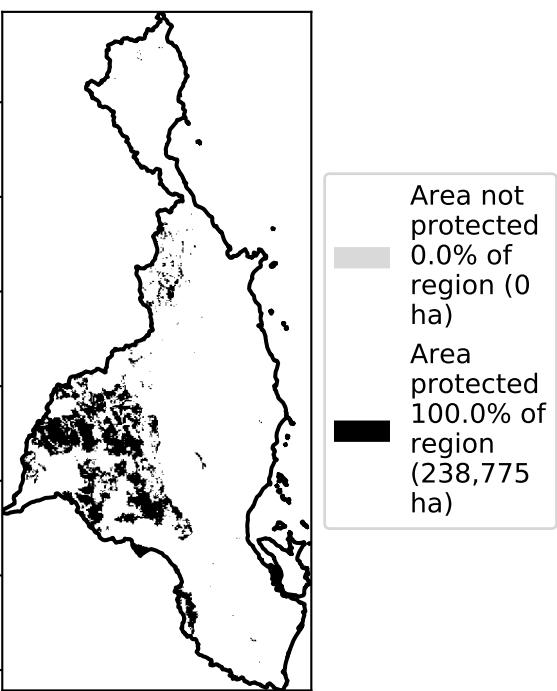 Area not
protected
0.0% of
region (0
ha)
Area
protected
100.0% of
region
(238,775
ha)